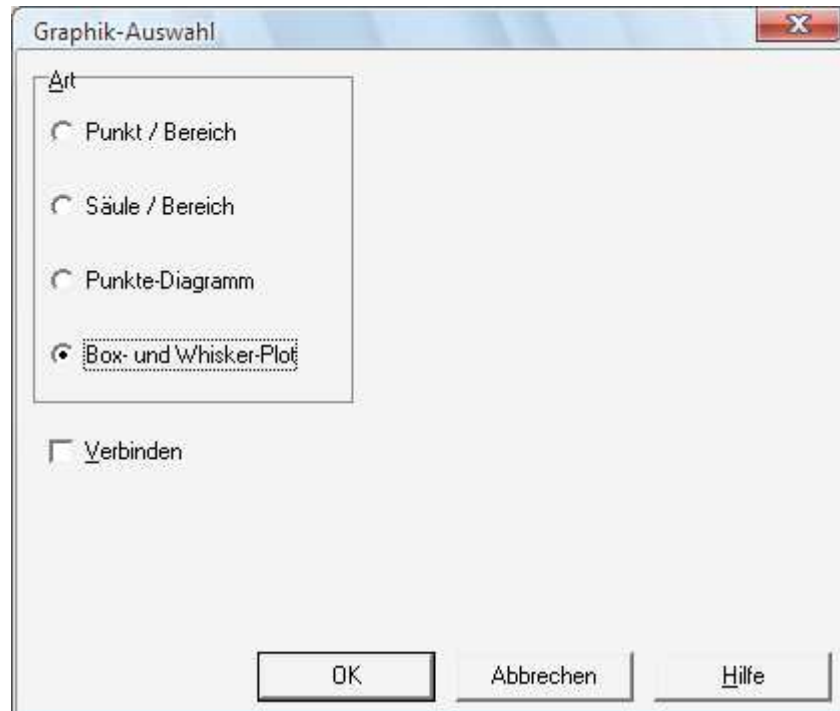 Graphik-Auswahl
Art
Punkt / Bereich
Säule / Bereich
Punkte-Diagramm
Box- und Whisker-Plot
Verbinden
OK Abbrechen Hilfe